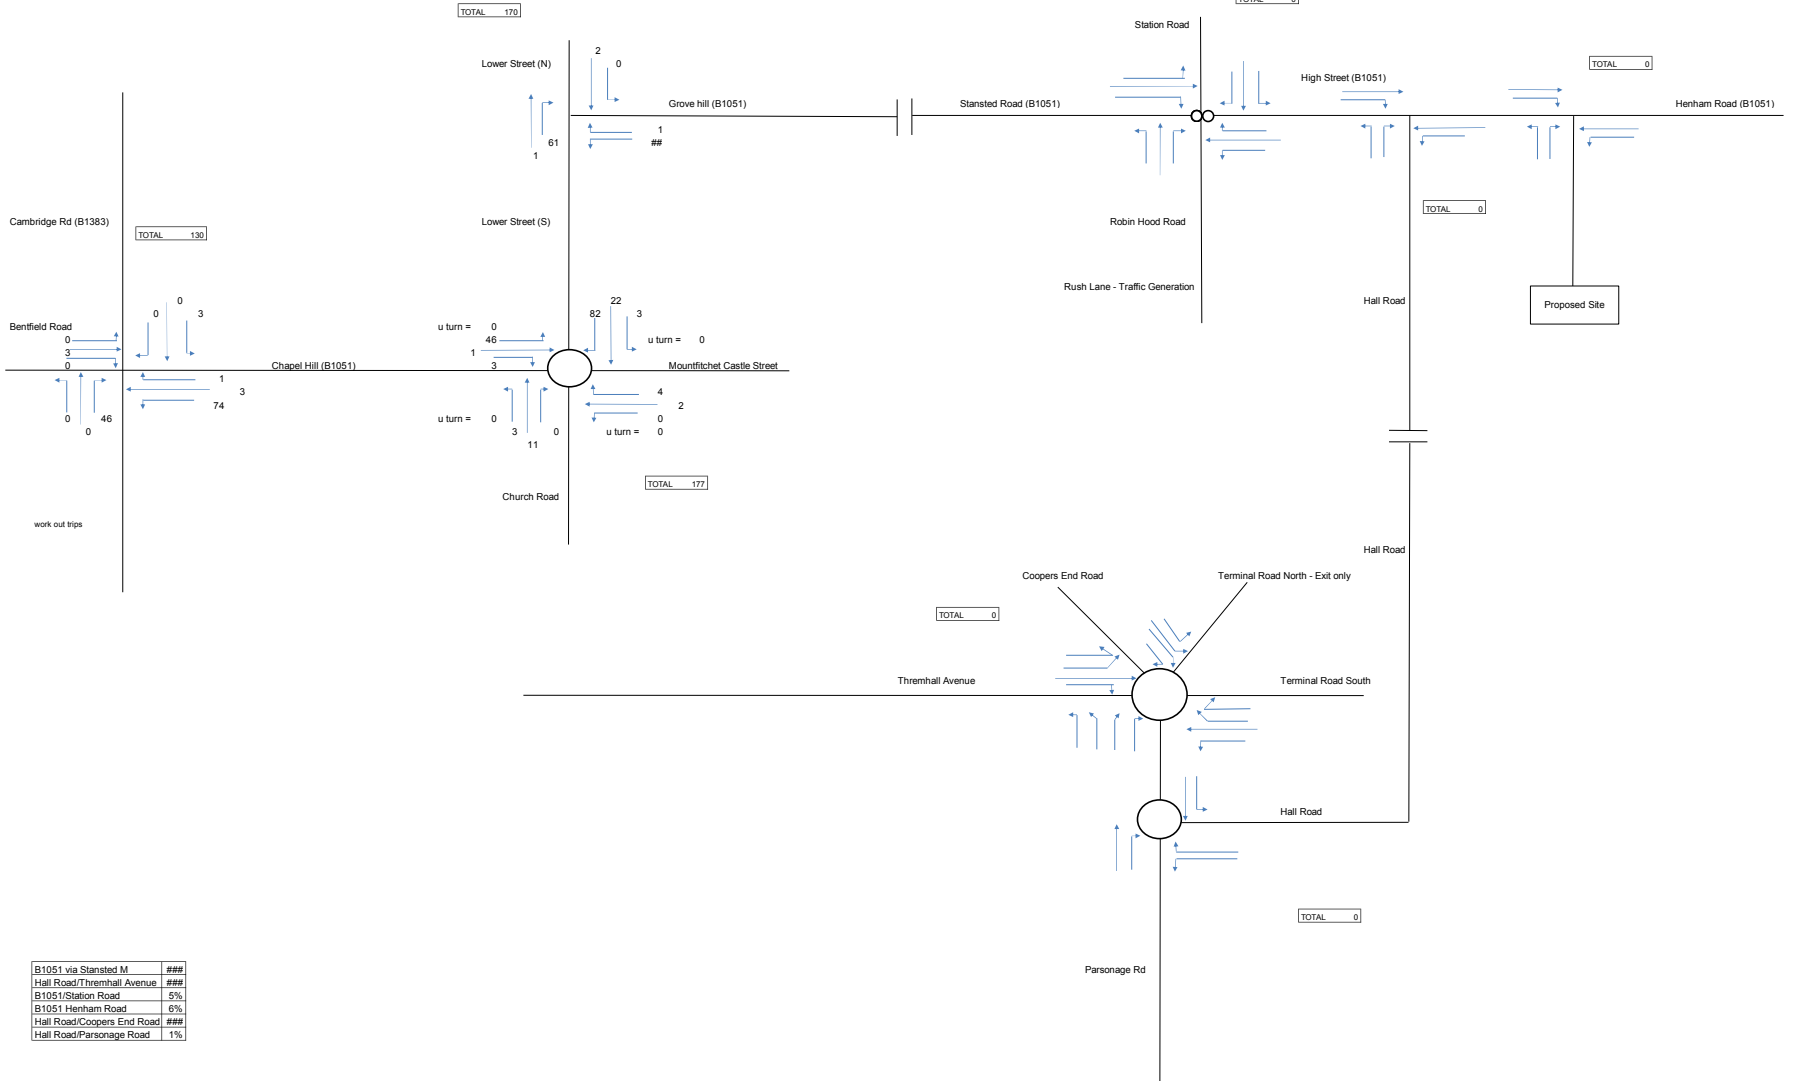 TOTAL 170
TOTAL 0
Station Road
Lower Street (N)
2
0
TOTAL 0
High Street (B1051)
Grove hill (B1051)
Stansted Road (B1051)
Henham Road (B1051)
1
61
##
1
Cambridge Rd (B1383)
TOTAL 130
Lower Street (S)
Robin Hood Road
TOTAL 0
Rush Lane - Traffic Generation
Hall Road
Proposed Site
0
0
3
22
82
3
Bentfield Road
0
3
0
u turn = 0
46
1
3
u turn = 0
Chapel Hill (B1051)
Mountfitchet Castle Street
1
3
74
0
46
0
4
2
0
u turn = 0
3
0
11
u turn = 0
TOTAL 177
Church Road
work out trips
Hall Road
Coopers End Road
Terminal Road North - Exit only
TOTAL 0
Thremhall Avenue
Terminal Road South
Hall Road
TOTAL 0
Parsonage Rd
B1051 via Stansted M ###
Hall Road/Thremhall Avenue ###
B1051/Station Road 5%
B1051 Henham Road 6%
Hall Road/Coopers End Road ###
Hall Road/Parsonage Road 1%